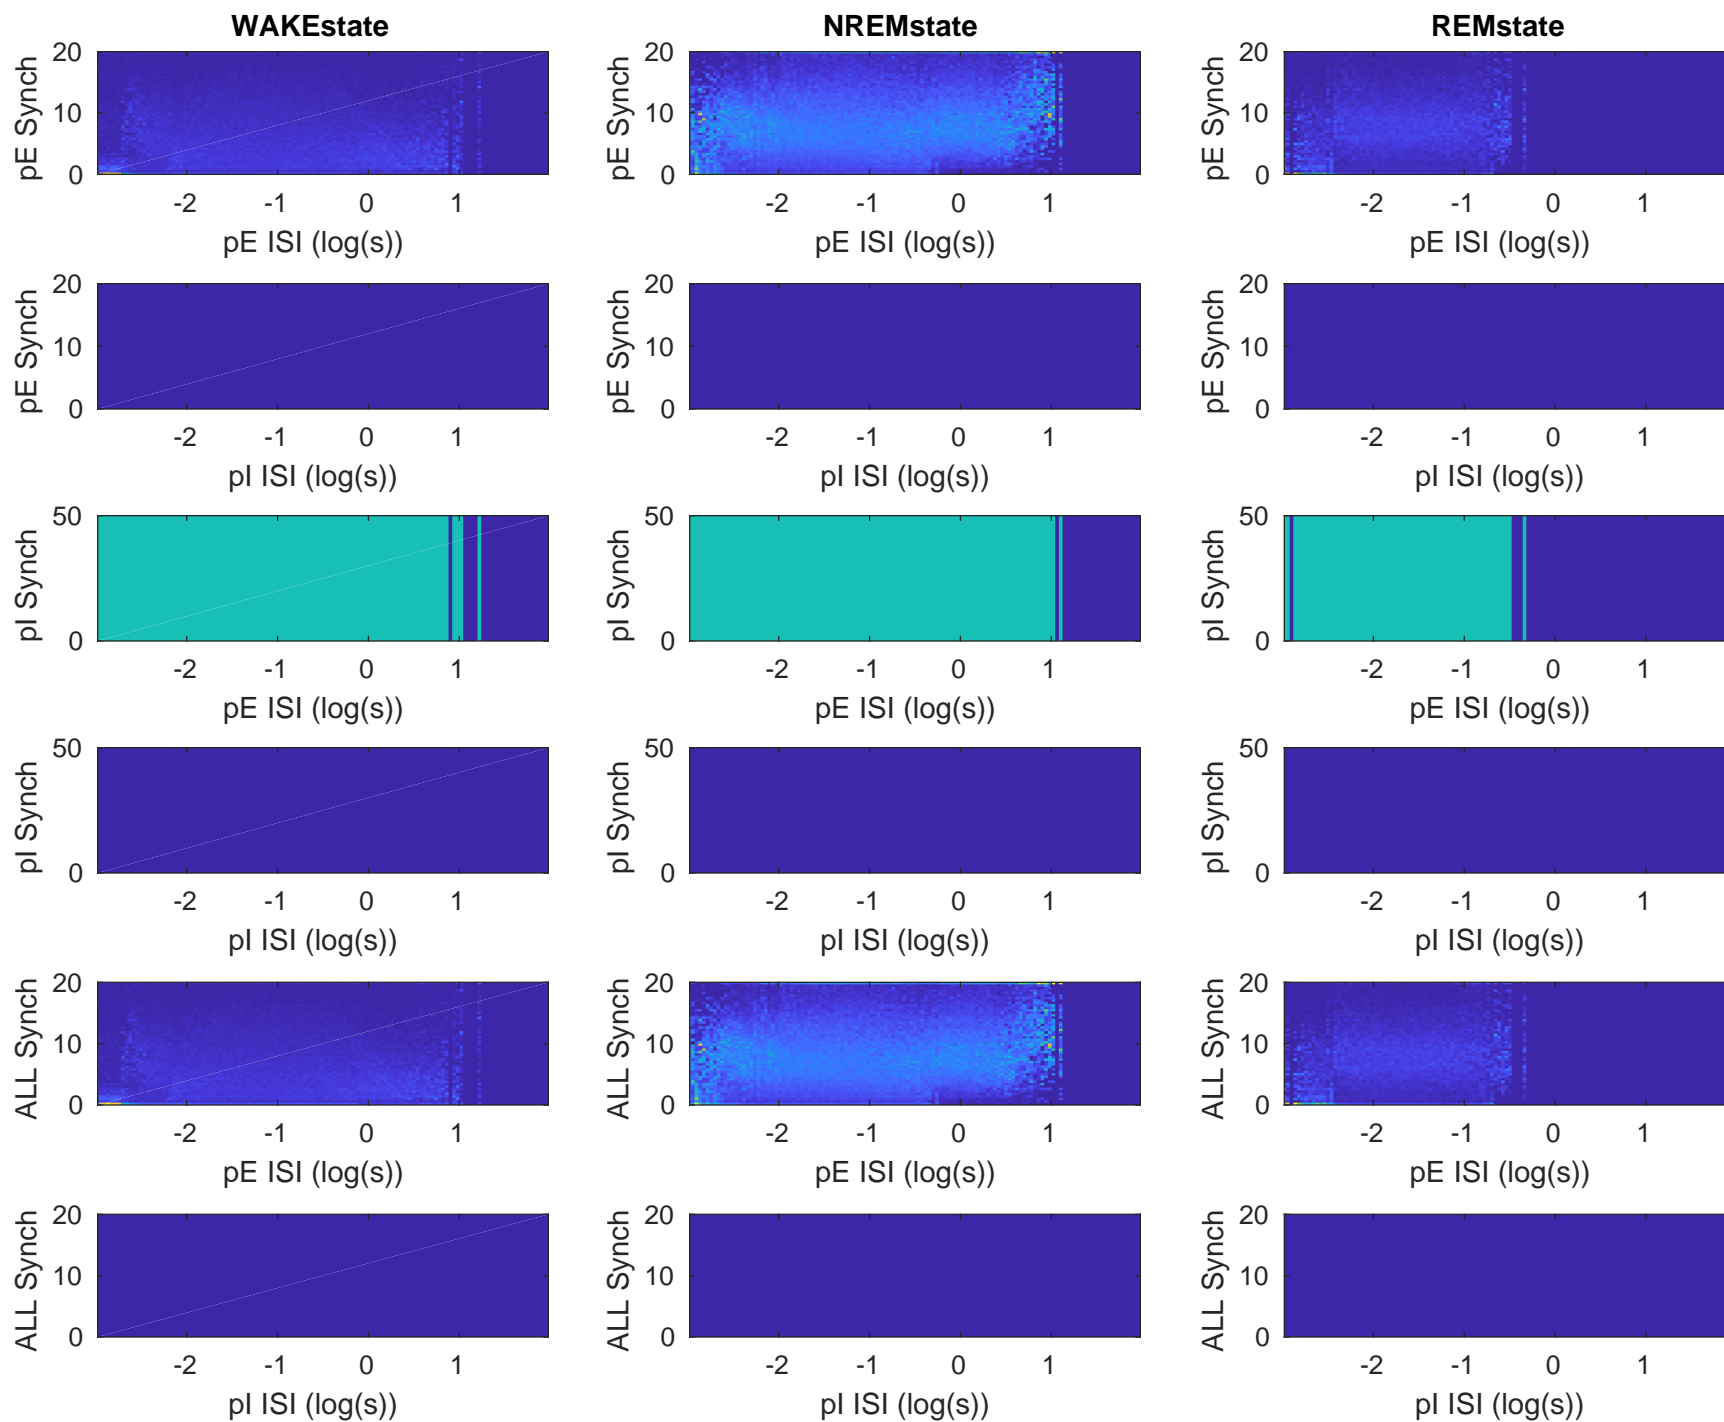 WAKEstate NREMstate REMstate
20 20 20
pE Synch pE Synch pE Synch
10 10 10
0 0 0
-2 -1 0 1 -2 -1 0 1 -2 -1 0 1
pE ISI (log(s)) pE ISI (log(s)) pE ISI (log(s))
20 20 20
pE Synch pE Synch pE Synch
10 10 10
0 0 0
-2 -1 0 1 -2 -1 0 1 -2 -1 0 1
pI ISI (log(s)) pI ISI (log(s)) pI ISI (log(s))
50 50 50
pI Synch pI Synch pI Synch
0 0 0
-2 -1 0 1 -2 -1 0 1 -2 -1 0 1
pE ISI (log(s)) pE ISI (log(s)) pE ISI (log(s))
50 50 50
pI Synch pI Synch pI Synch
0 0 0
-2 -1 0 1 -2 -1 0 1 -2 -1 0 1
pI ISI (log(s)) pI ISI (log(s)) pI ISI (log(s))
20 20 20
ALL Synch ALL Synch ALL Synch
10 10 10
0 0 0
-2 -1 0 1 -2 -1 0 1 -2 -1 0 1
pE ISI (log(s)) pE ISI (log(s)) pE ISI (log(s))
20 20 20
ALL Synch ALL Synch ALL Synch
10 10 10
0 0 0
-2 -1 0 1 -2 -1 0 1 -2 -1 0 1
pI ISI (log(s)) pI ISI (log(s)) pI ISI (log(s))